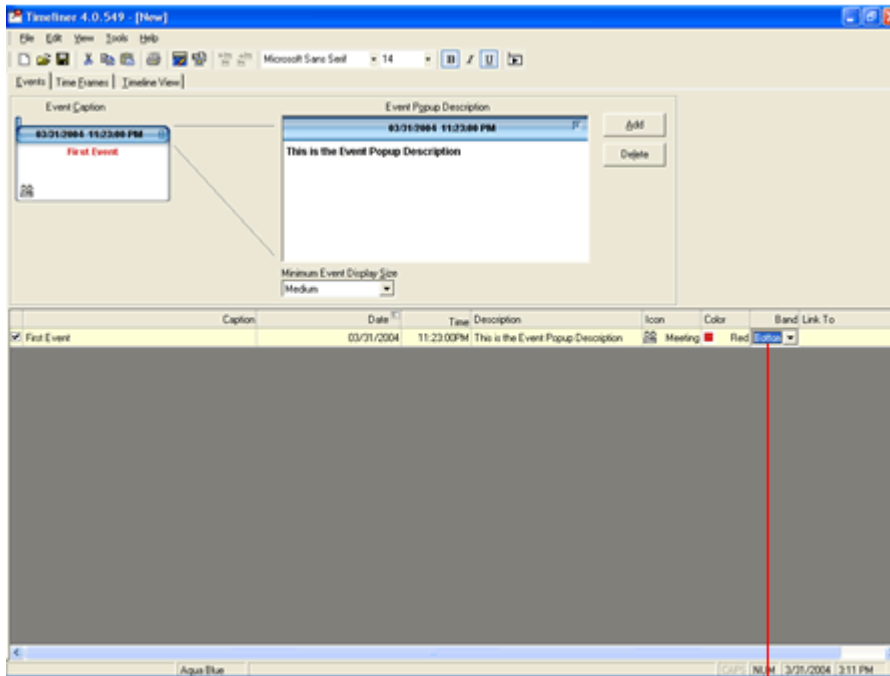 Timeliner 4.0.549 - [New]
File Edit View Tools Help
Microsoft Sans Serif 14 B I U
Events Time Frames Timeline View
Event Caption Event Popup Description
03/31/2004 11:23:00 PM 03/31/2004 11:23:00 PM Add
First Event This is the Event Popup Description Delete
Minimum Event Display Size
Medium
Caption Date Time Description Icon Color Band Link To
First Event 03/31/2004 11:23:00PM This is the Event Popup Description Meeting Red Bottom
Aqua Blue CAPS NUM 3/31/2004 3:11 PM